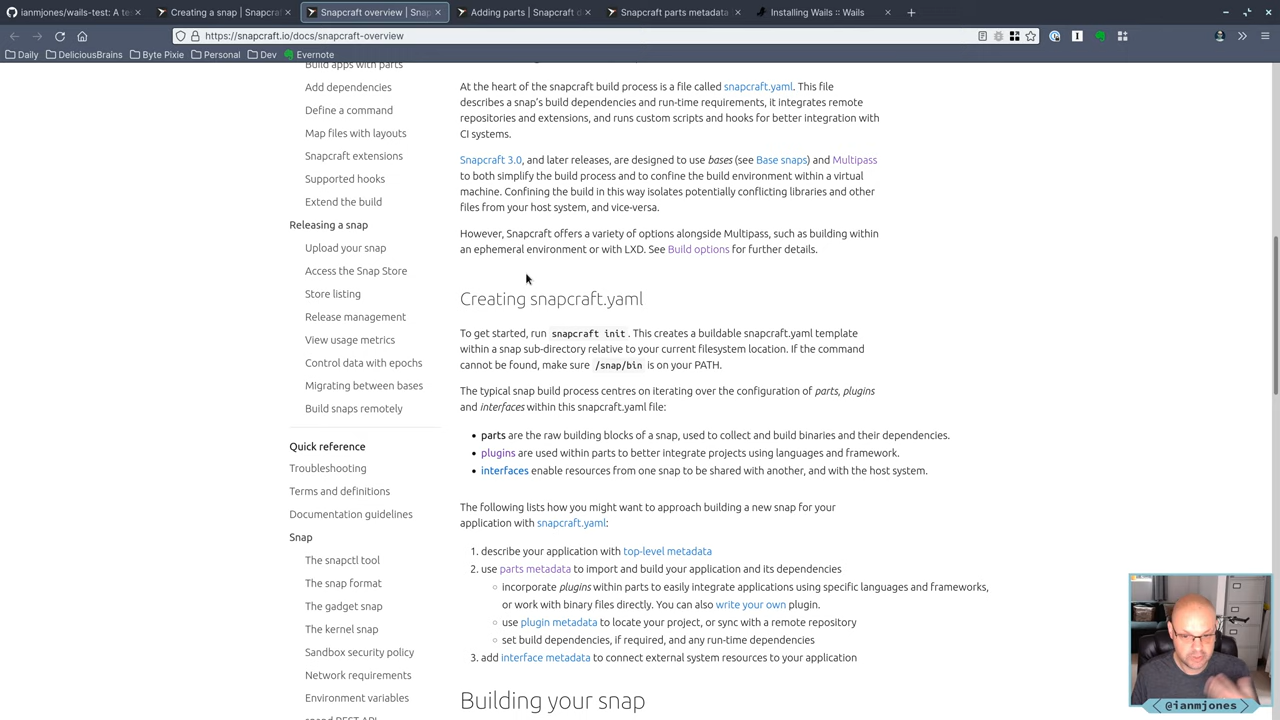 ianmjones/wails-test: A tes
Creating a snap | Snapcraft
Snapcraft overview | Snap
Adding parts | Snapcraft d
Snapcraft parts metadata
Installing Wails :: Wails
https://snapcraft.io/docs/snapcraft-overview
Daily
DeliciousBrains
Byte Pixie
Personal
Dev
Evernote
Build apps with parts
Add dependencies
Define a command
Map files with layouts
Snapcraft extensions
Supported hooks
Extend the build
Releasing a snap
Upload your snap
Access the Snap Store
Store listing
Release management
View usage metrics
Control data with epochs
Migrating between bases
Build snaps remotely
Quick reference
Troubleshooting
Terms and definitions
Documentation guidelines
Snap
The snapctl tool
The snap format
The gadget snap
The kernel snap
Sandbox security policy
Network requirements
Environment variables
snapd REST API
At the heart of the snapcraft build process is a file called snapcraft.yaml. This file
describes a snap's build dependencies and run-time requirements, it integrates remote
repositories and extensions, and runs custom scripts and hooks for better integration with
CI systems.
Snapcraft 3.0, and later releases, are designed to use bases (see Base snaps) and Multipass
to both simplify the build process and to confine the build environment within a virtual
machine. Confining the build in this way isolates potentially conflicting libraries and other
files from your host system, and vice-versa.
However, Snapcraft offers a variety of options alongside Multipass, such as building within
an ephemeral environment or with LXD. See Build options for further details.
Creating snapcraft.yaml
To get started, run snapcraft init. This creates a buildable snapcraft.yaml template
within a snap sub-directory relative to your current filesystem location. If the command
cannot be found, make sure /snap/bin is on your PATH.
The typical snap build process centres on iterating over the configuration of parts, plugins
and interfaces within this snapcraft.yaml file:
• parts are the raw building blocks of a snap, used to collect and build binaries and their dependencies.
• plugins are used within parts to better integrate projects using languages and framework.
• interfaces enable resources from one snap to be shared with another, and with the host system.
The following lists how you might want to approach building a new snap for your
application with snapcraft.yaml:
1. describe your application with top-level metadata
2. use parts metadata to import and build your application and its dependencies
◦ incorporate plugins within parts to easily integrate applications using specific languages and frameworks,
or work with binary files directly. You can also write your own plugin.
◦ use plugin metadata to locate your project, or sync with a remote repository
◦ set build dependencies, if required, and any run-time dependencies
3. add interface metadata to connect external system resources to your application
Building your snap
@ianmjones